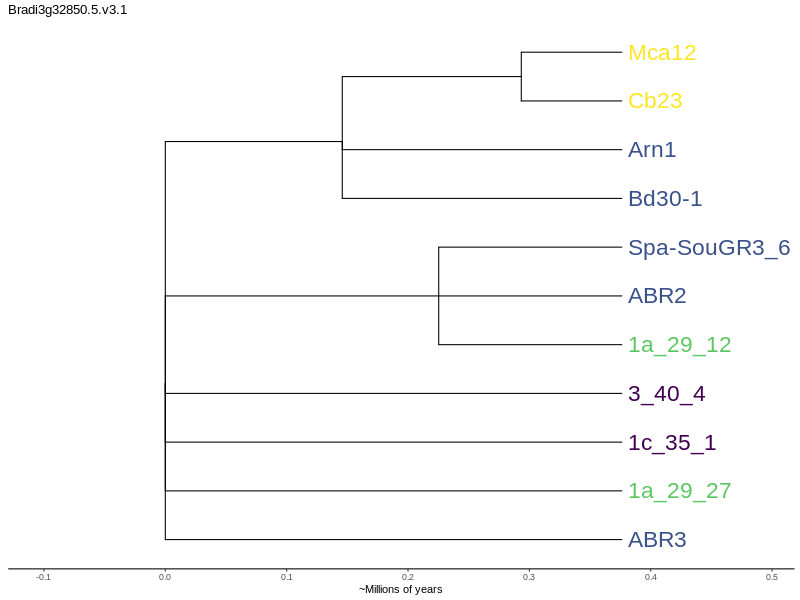 Bradi3g32850.5.v3.1
Mca12
Cb23
Arn1
Bd30-1
Spa-SouGR3_6
ABR2
1a_29_12
3_40_4
1c_35_1
1a_29_27
ABR3
-0.1 0.0 0.1 0.2 0.3 0.4 0.5
~Millions of years